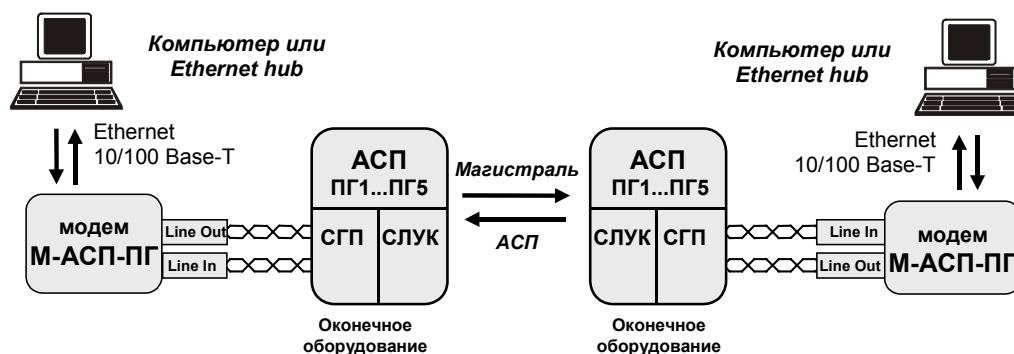 Компьютер или
Ethernet hub
Компьютер или
Ethernet hub
Ethernet
10/100 Base-T
Ethernet
10/100 Base-T
АСП
ПГ1...ПГ5
Магистраль
АСП
АСП
ПГ1...ПГ5
модем
М-АСП-ПГ
Line Out
Line In
СГП
СЛУК
СЛУК
СГП
Line In
Line Out
модем
М-АСП-ПГ
Оконечное
оборудование
Оконечное
оборудование